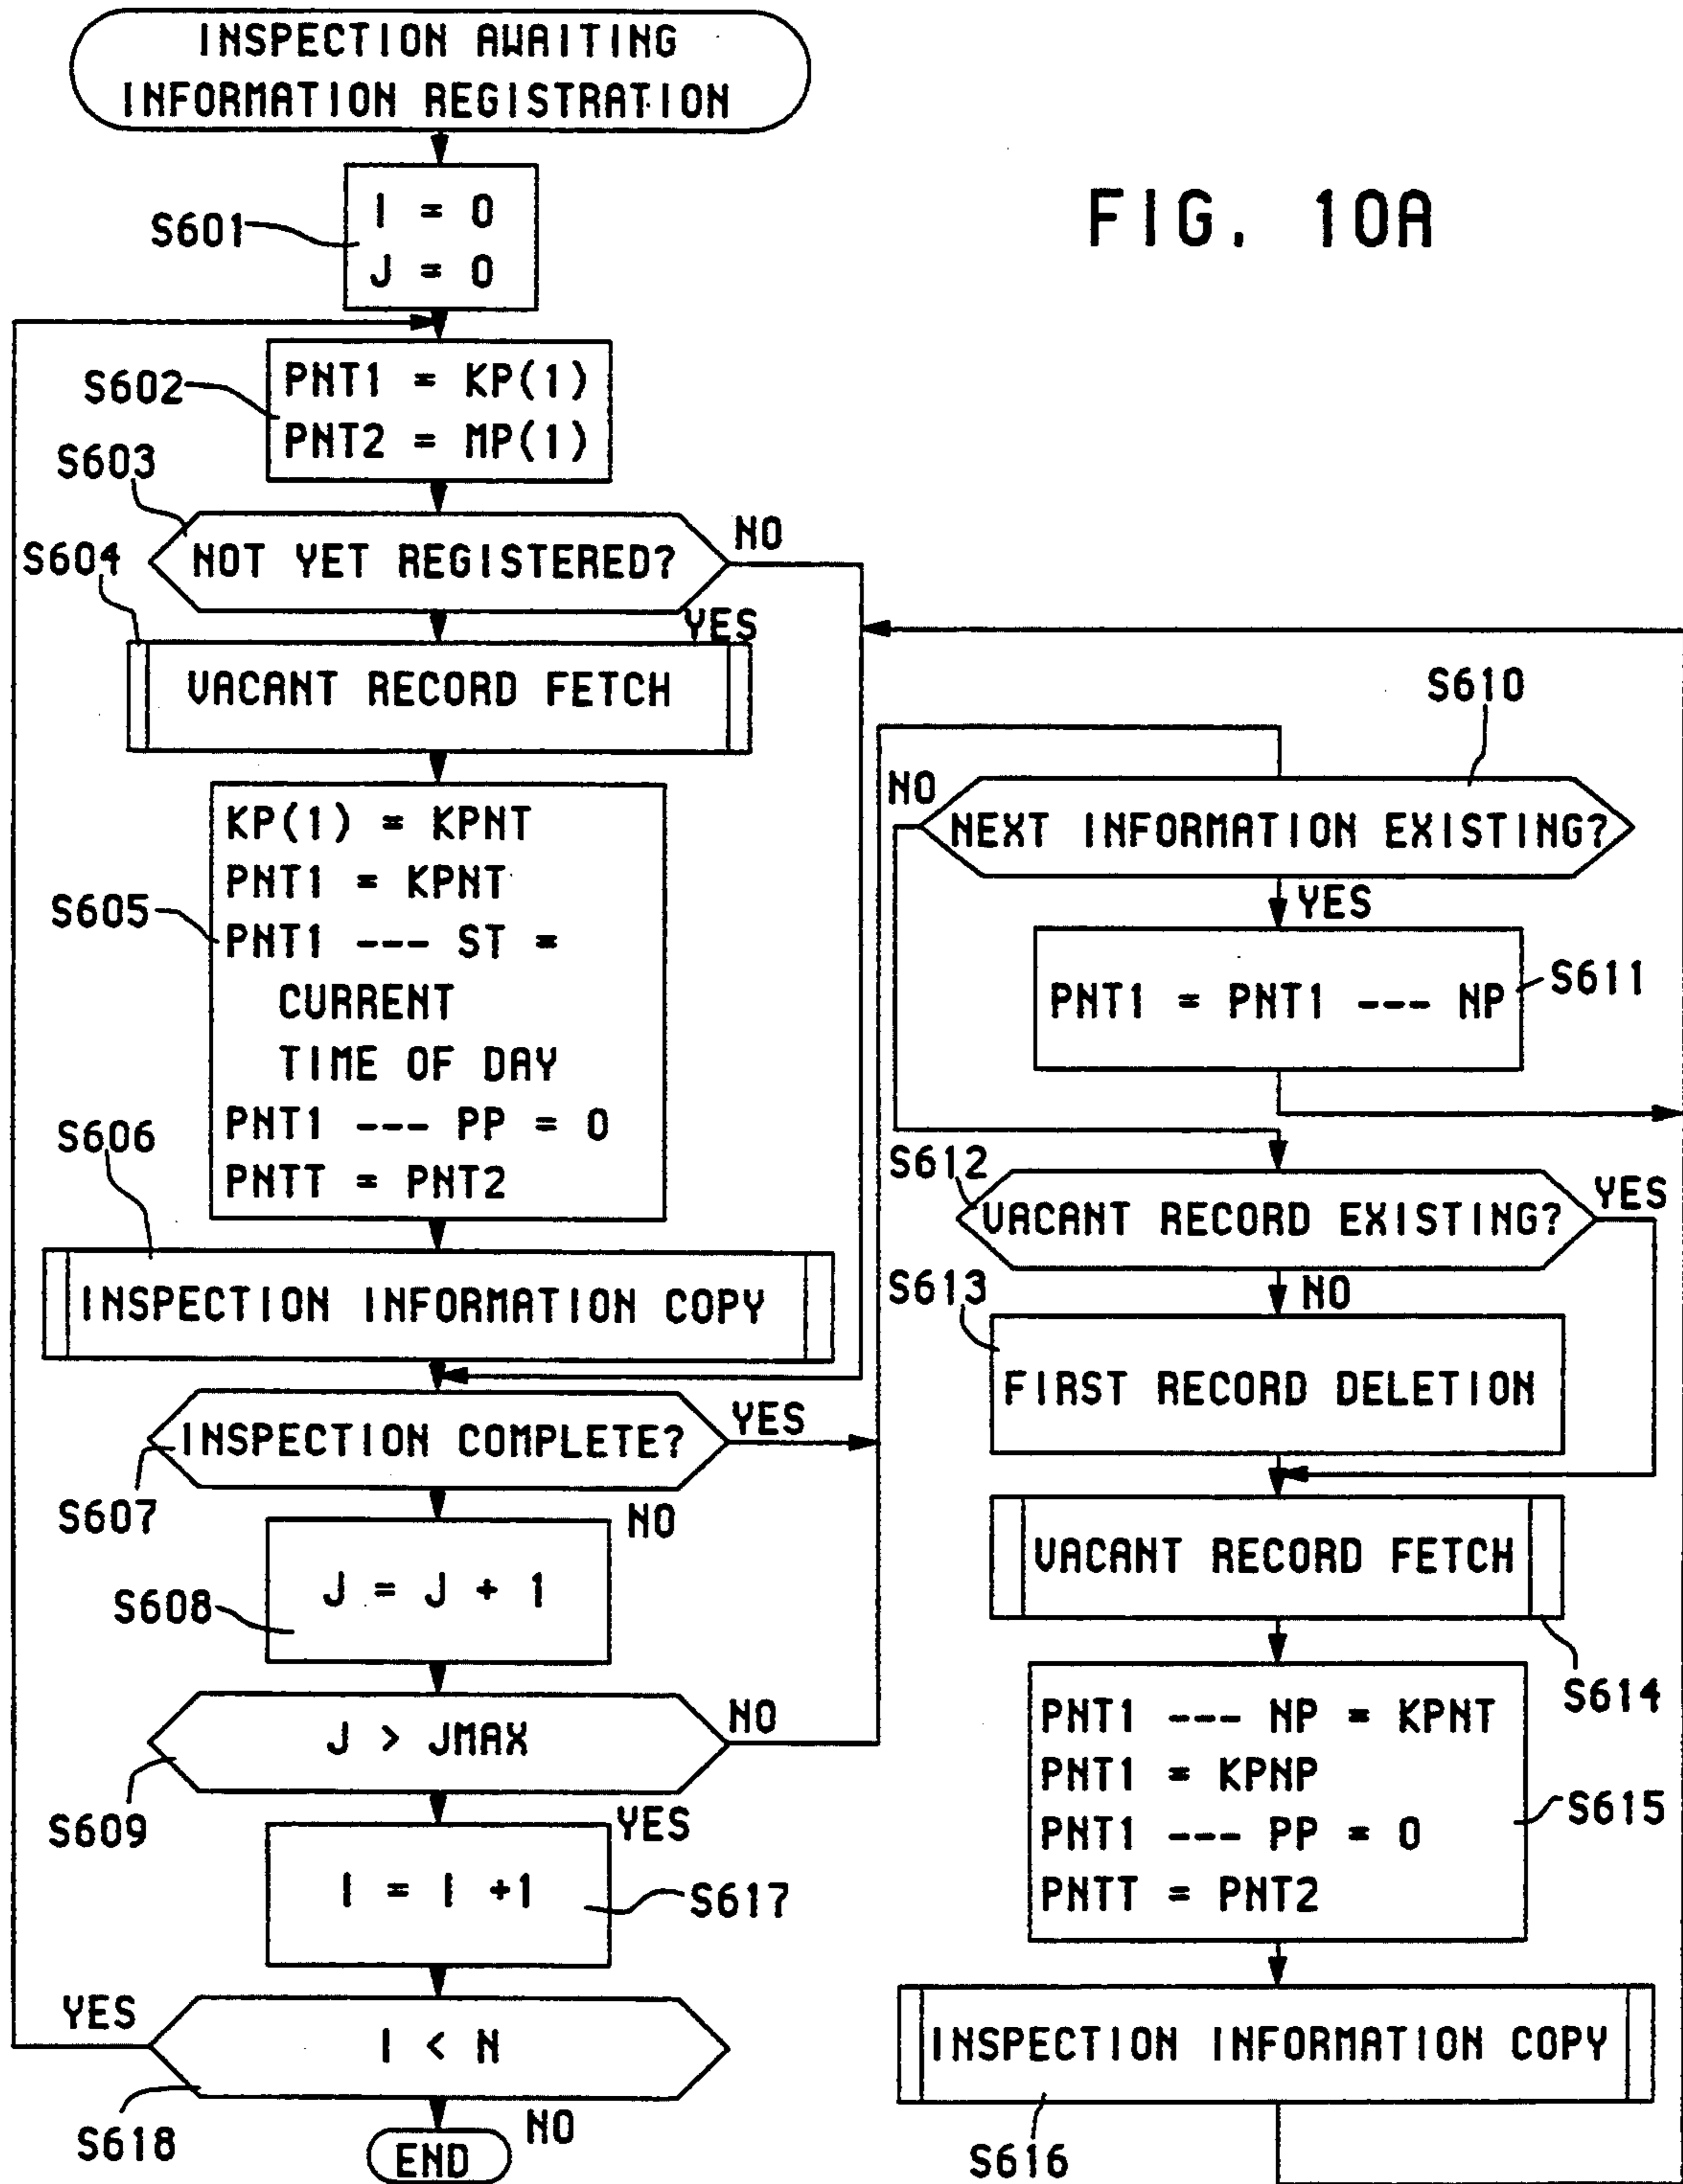 INSPECTION AWAITING
INFORMATION REGISTRATION
FIG. 10A
S601
I = 0
J = 0
S602
PNT1 = KP(1)
PNT2 = MP(1)
S603
NOT YET REGISTERED?
NO
YES
S604
VACANT RECORD FETCH
S605
KP(1) = KPNT
PNT1 = KPNT
PNT1 --- ST =
CURRENT
TIME OF DAY
PNT1 --- PP = 0
PNTT = PNT2
S606
INSPECTION INFORMATION COPY
INSPECTION COMPLETE?
YES
S607
NO
J = J + 1
S608
J > JMAX
NO
S609
YES
I = I +1
S617
YES
I < N
S618
NO
END
S610
NO
NEXT INFORMATION EXISTING?
YES
PNT1 = PNT1 --- NP
S611
S612
VACANT RECORD EXISTING?
YES
S613
NO
FIRST RECORD DELETION
VACANT RECORD FETCH
S614
PNT1 --- NP = KPNT
PNT1 = KPNP
PNT1 --- PP = 0
PNTT = PNT2
S615
INSPECTION INFORMATION COPY
S616